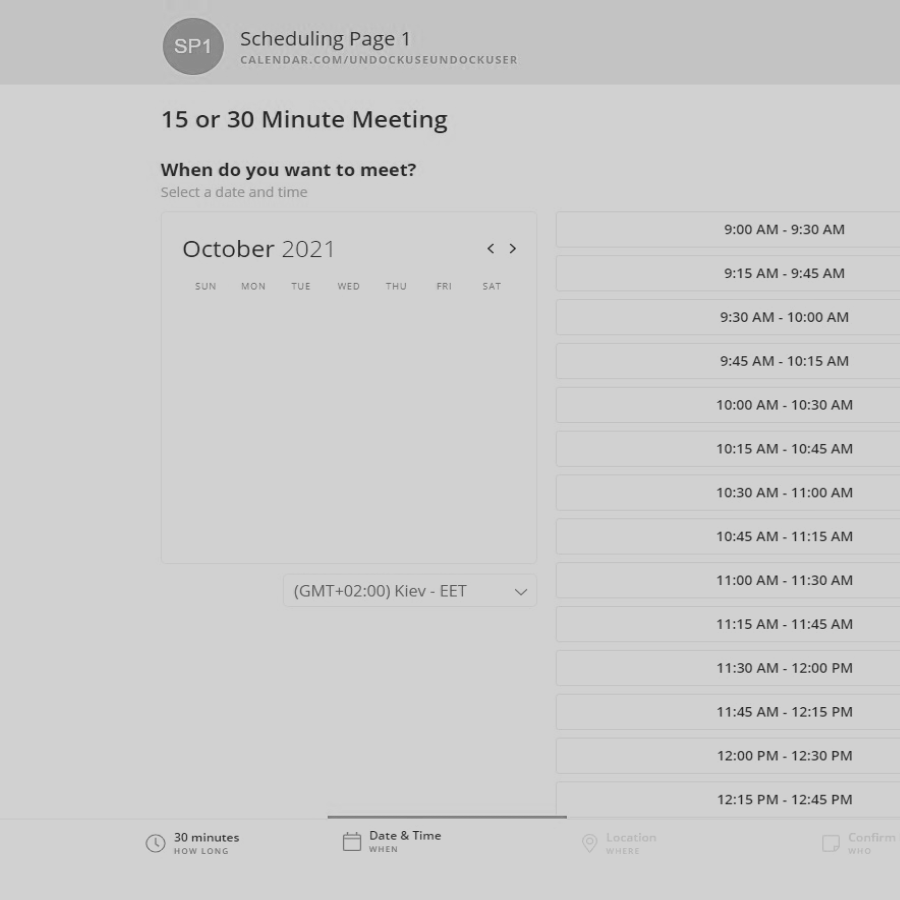 SP1
Scheduling Page 1
CALENDAR.COM/UNDOCKUSEUNDOCKUSER
15 or 30 Minute Meeting
When do you want to meet?
Select a date and time
October 2021
SUN MON TUE WED THU FRI SAT
(GMT+02:00) Kiev - EET
9:00 AM - 9:30 AM
9:15 AM - 9:45 AM
9:30 AM - 10:00 AM
9:45 AM - 10:15 AM
10:00 AM - 10:30 AM
10:15 AM - 10:45 AM
10:30 AM - 11:00 AM
10:45 AM - 11:15 AM
11:00 AM - 11:30 AM
11:15 AM - 11:45 AM
11:30 AM - 12:00 PM
11:45 AM - 12:15 PM
12:00 PM - 12:30 PM
12:15 PM - 12:45 PM
30 minutes
HOW LONG
Date & Time
WHEN
Location
WHERE
Confirm
WHO